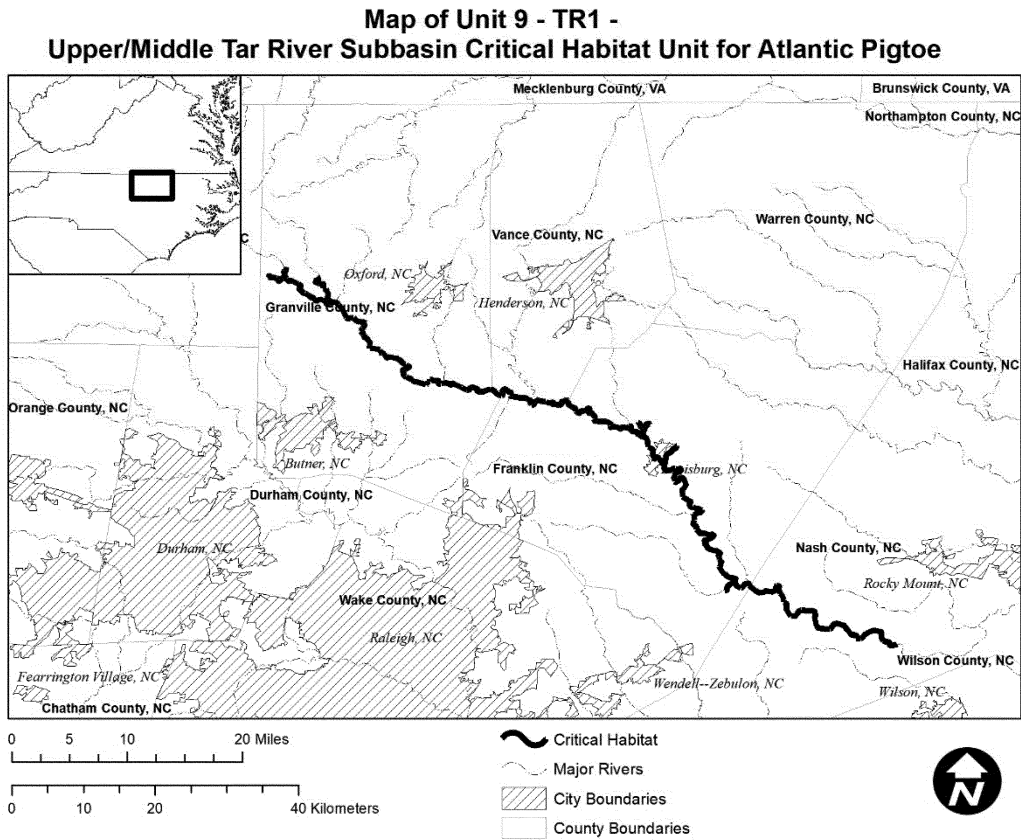 Map of Unit 9 - TR1 -
Upper/Middle Tar River Subbasin Critical Habitat Unit for Atlantic Pigtoe
Mecklenburg County, VA
Brunswick County, VA
Northampton County, NC
Warren County, NC
Vance County, NC
C
Oxford, NC
Henderson, NC
Granville County, NC
Halifax County, NC
Orange County, NC
Butner, NC
Franklin County, NC
isburg, NC
Durham County, NC
Durham, NC
Nash County, NC
Rocky Mount, NC
Wake County, NC
Raleigh, NC
Wilson County, NC
Fearrington Village, NC
Wendell--Zebulon, NC
Wilson, NC
Chatham County, NC
0 5 10 20 Miles
0 10 20 40 Kilometers
Critical Habitat
Major Rivers
City Boundaries
County Boundaries
N